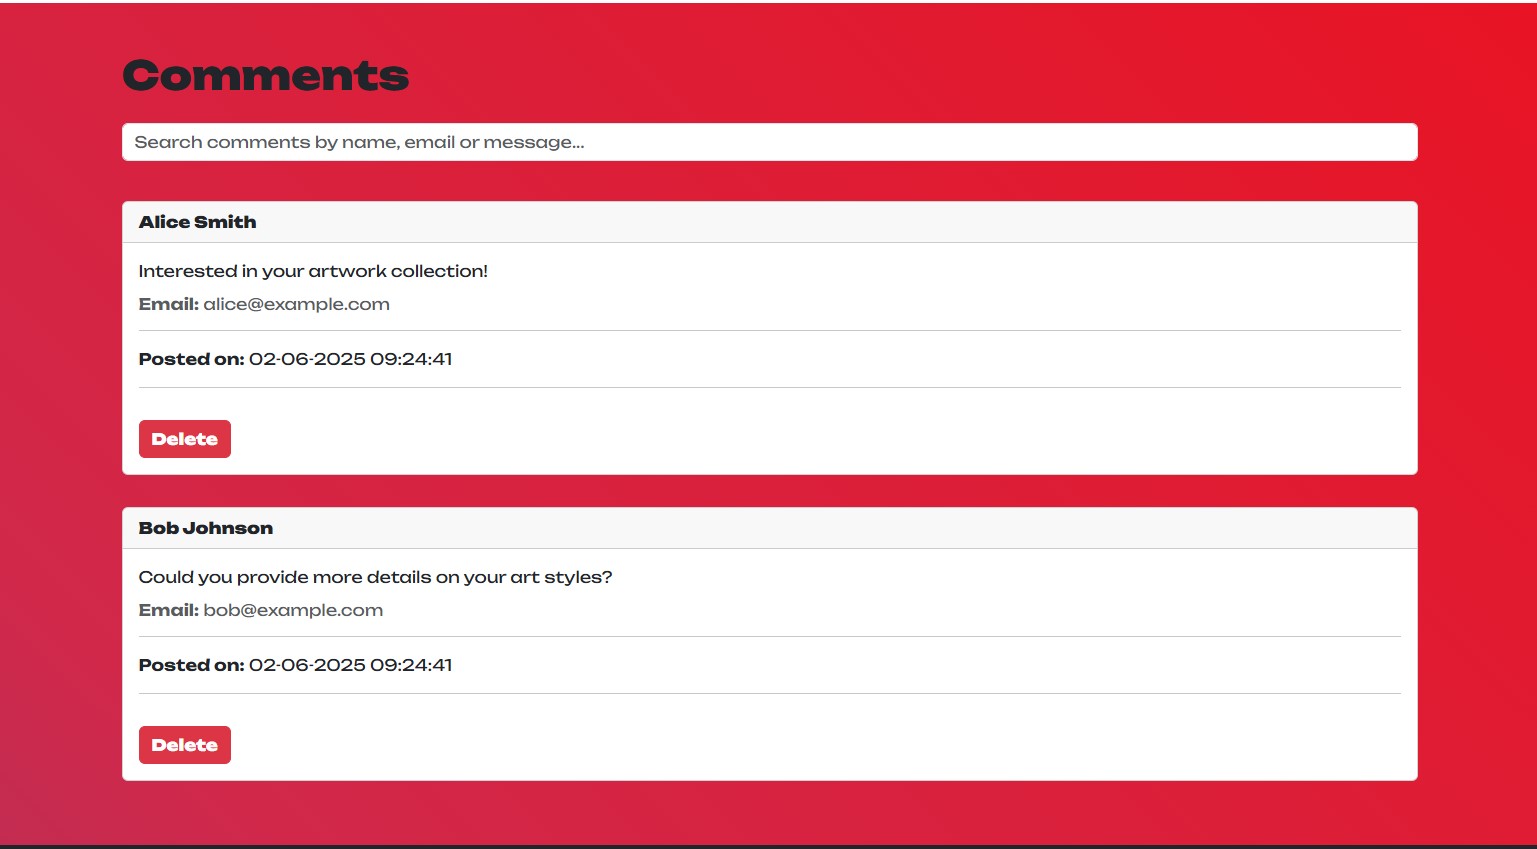 Comments
Search comments by name, email or message...
Alice Smith
Interested in your artwork collection!
Email: alice@example.com
Posted on: 02-06-2025 09:24:41
Delete
Bob Johnson
Could you provide more details on your art styles?
Email: bob@example.com
Posted on: 02-06-2025 09:24:41
Delete